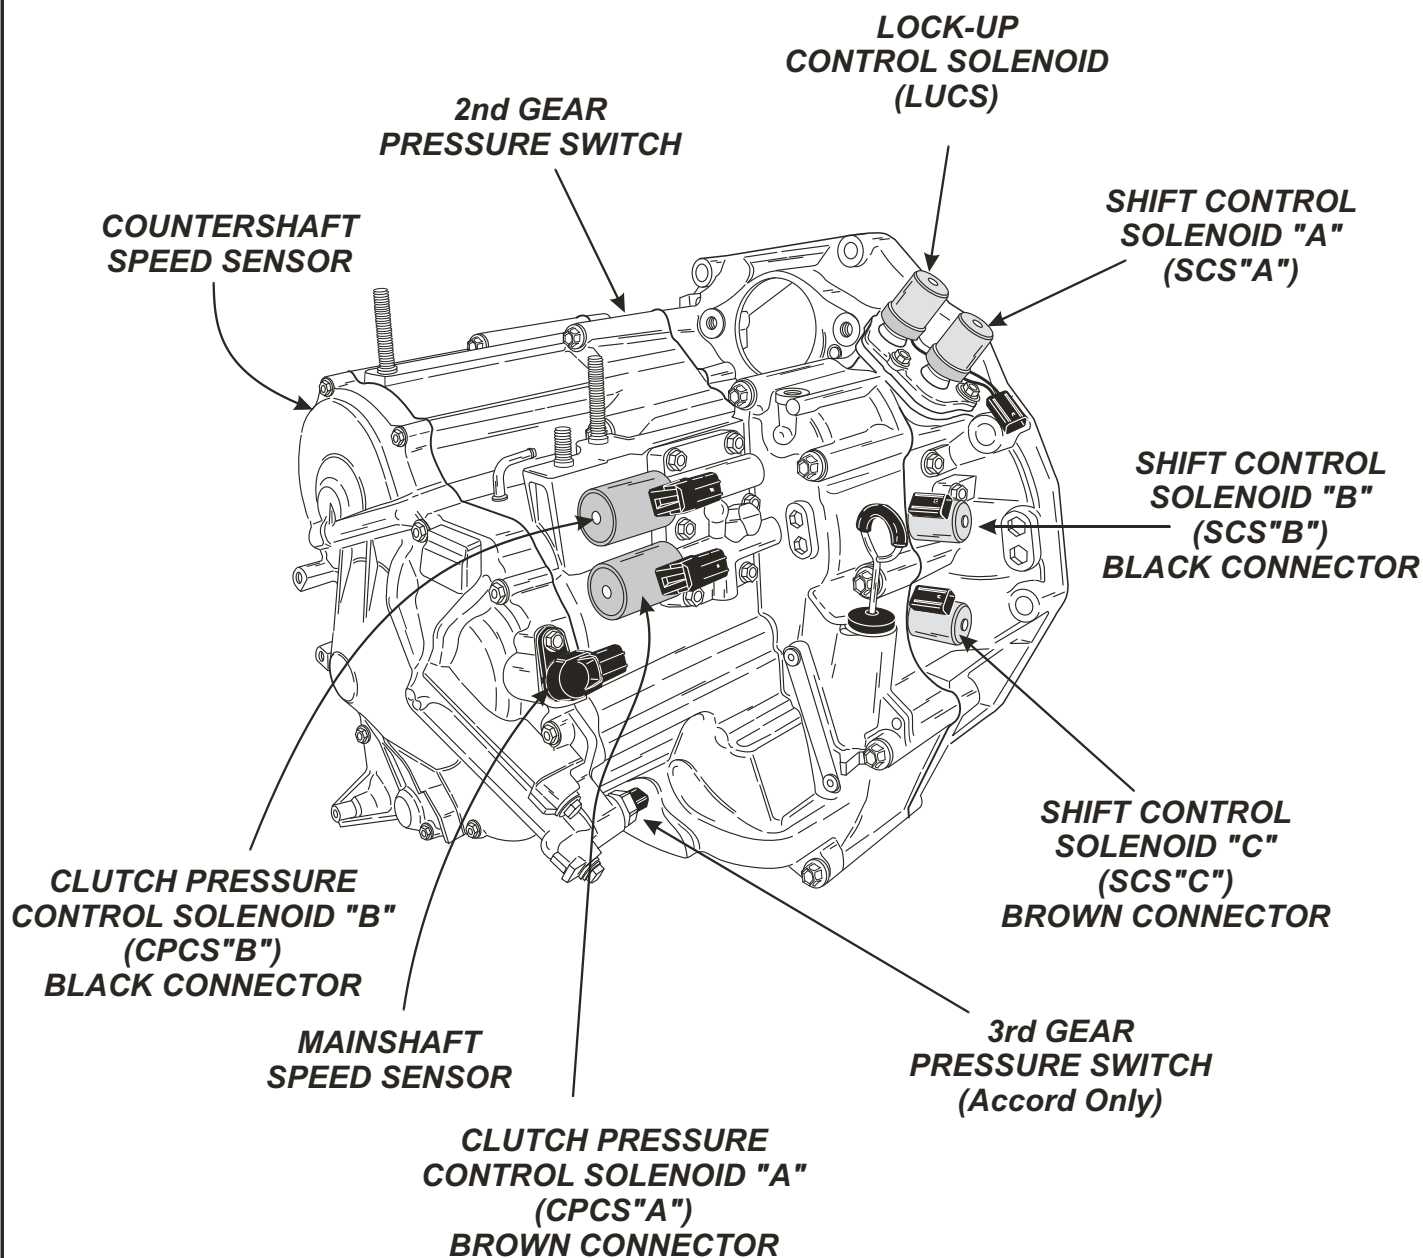 LOCK-UP
CONTROL SOLENOID
(LUCS)
2nd GEAR
PRESSURE SWITCH
SHIFT CONTROL
SOLENOID "A"
(SCS"A")
COUNTERSHAFT
SPEED SENSOR
SHIFT CONTROL
SOLENOID "B"
(SCS"B")
BLACK CONNECTOR
SHIFT CONTROL
SOLENOID "C"
(SCS"C")
BROWN CONNECTOR
CLUTCH PRESSURE
CONTROL SOLENOID "B"
(CPCS"B")
BLACK CONNECTOR
MAINSHAFT
SPEED SENSOR
3rd GEAR
PRESSURE SWITCH
(Accord Only)
CLUTCH PRESSURE
CONTROL SOLENOID "A"
(CPCS"A")
BROWN CONNECTOR